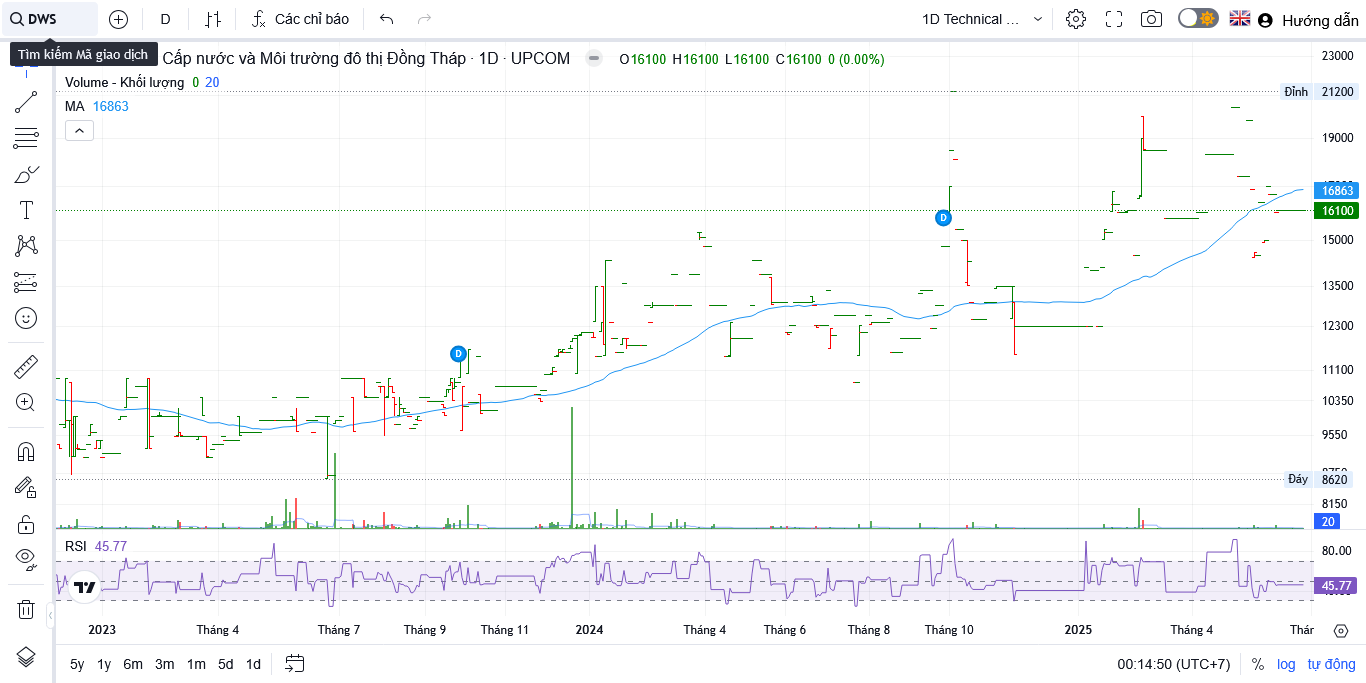 DWS
D
Các chỉ báo
1D Technical ...
Hướng dẫn
Tìm kiếm Mã giao dịch
Cấp nước và Môi trường đô thị Đồng Tháp · 1D · UPCOM
O16100 H16100 L16100 C16100 0 (0.00%)
Volume - Khối lượng 0 20
MA 16863
23000
Đỉnh 21200
19000
16863
16100
15000
13500
12300
11100
10350
9550
Đáy 8620
8150
20
D
D
RSI 45.77
80.00
45.77
2023 Tháng 4 Tháng 7 Tháng 9 Tháng 11 2024 Tháng 4 Tháng 6 Tháng 8 Tháng 10 2025 Tháng 4 Thár
5y 1y 6m 3m 1m 5d 1d
00:14:50 (UTC+7)
% log tự động